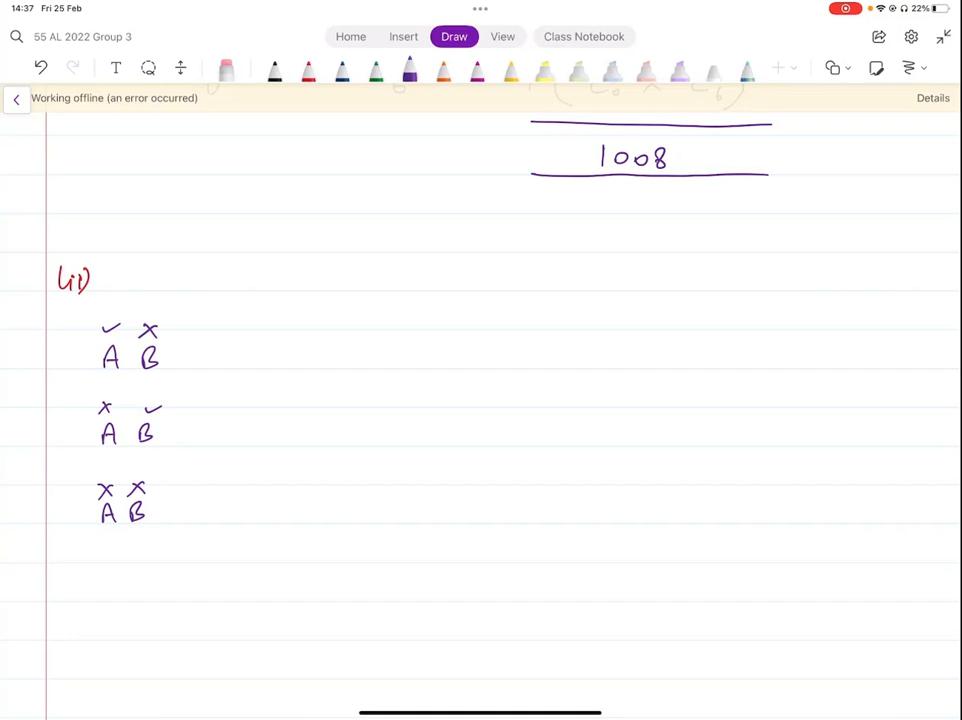 14:37 Fri 25 Feb
22%
55 AL 2022 Group 3
Home Insert Draw View Class Notebook
Working offline (an error occurred) Details
1008
(ii)
✓ ×
A B
× ✓
A B
× ×
A B